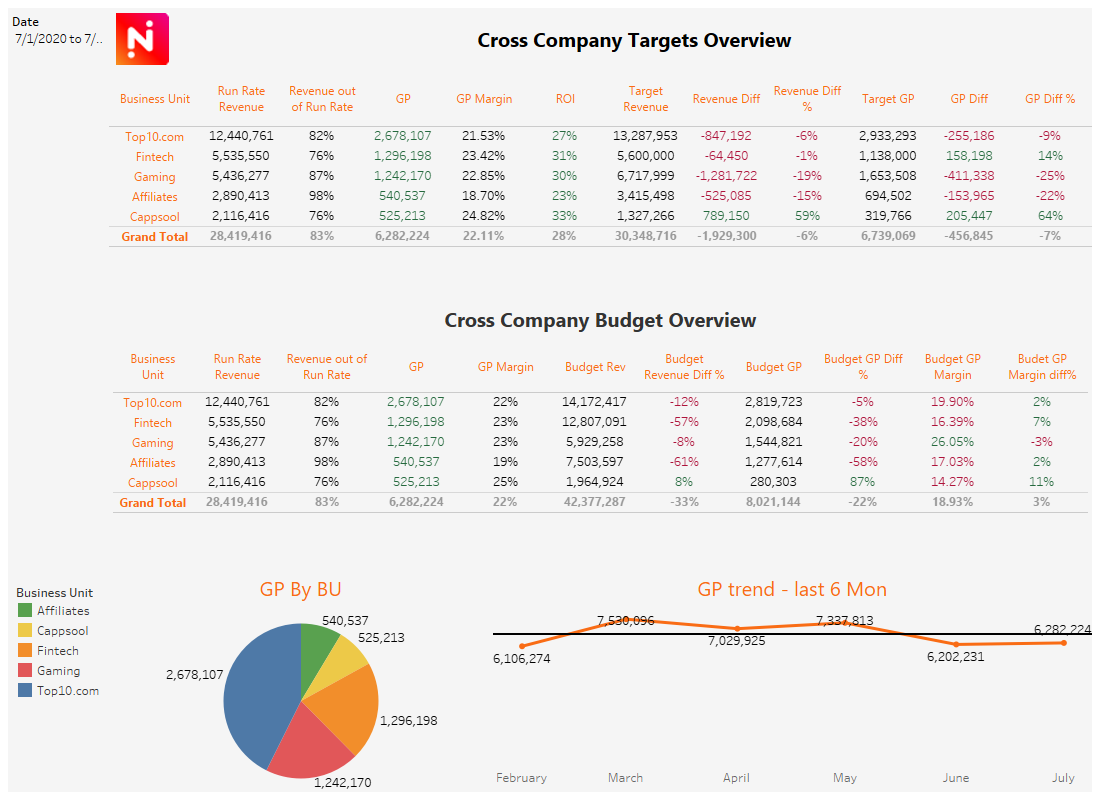 Date
7/1/2020 to 7/..
Cross Company Targets Overview
Business Unit Run Rate Revenue Revenue out of Run Rate GP GP Margin ROI Target Revenue Revenue Diff Revenue Diff % Target GP GP Diff GP Diff %
Top10.com 12,440,761 82% 2,678,107 21.53% 27% 13,287,953 -847,192 -6% 2,933,293 -255,186 -9%
Fintech 5,535,550 76% 1,296,198 23.42% 31% 5,600,000 -64,450 -1% 1,138,000 158,198 14%
Gaming 5,436,277 87% 1,242,170 22.85% 30% 6,717,999 -1,281,722 -19% 1,653,508 -411,338 -25%
Affiliates 2,890,413 98% 540,537 18.70% 23% 3,415,498 -525,085 -15% 694,502 -153,965 -22%
Cappsool 2,116,416 76% 525,213 24.82% 33% 1,327,266 789,150 59% 319,766 205,447 64%
Grand Total 28,419,416 83% 6,282,224 22.11% 28% 30,348,716 -1,929,300 -6% 6,739,069 -456,845 -7%
Cross Company Budget Overview
Business Unit Run Rate Revenue Revenue out of Run Rate GP GP Margin Budget Rev Budget Revenue Diff % Budget GP Budget GP Diff % Budget GP Margin Budet GP Margin diff%
Top10.com 12,440,761 82% 2,678,107 22% 14,172,417 -12% 2,819,723 -5% 19.90% 2%
Fintech 5,535,550 76% 1,296,198 23% 12,807,091 -57% 2,098,684 -38% 16.39% 7%
Gaming 5,436,277 87% 1,242,170 23% 5,929,258 -8% 1,544,821 -20% 26.05% -3%
Affiliates 2,890,413 98% 540,537 19% 7,503,597 -61% 1,277,614 -58% 17.03% 2%
Cappsool 2,116,416 76% 525,213 25% 1,964,924 8% 280,303 87% 14.27% 11%
Grand Total 28,419,416 83% 6,282,224 22% 42,377,287 -33% 8,021,144 -22% 18.93% 3%
Business Unit
Affiliates
Cappsool
Fintech
Gaming
Top10.com
GP By BU
540,537
525,213
2,678,107
1,296,198
1,242,170
GP trend - last 6 Mon
7,530,096 7,337,813
6,282,224
7,029,925
6,106,274 6,202,231
February March April May June July